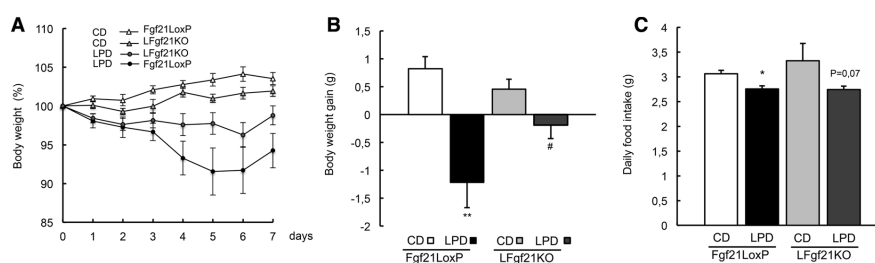 A
CD Fgf21LoxP
CD LFgf21KO
LPD LFgf21KO
LPD Fgf21LoxP
Body weight (%)
110
105
100
95
90
85
0 1 2 3 4 5 6 7 days
B
Body weight gain (g)
1,5
1
0,5
0
-0,5
-1
-1,5
-2
**
#
CD LPD CD LPD
Fgf21LoxP LFgf21KO
C
Daily food intake (g)
4
3,5
3
2,5
2
1,5
1
0,5
0
*
P=0,07
CD LPD CD LPD
Fgf21LoxP LFgf21KO